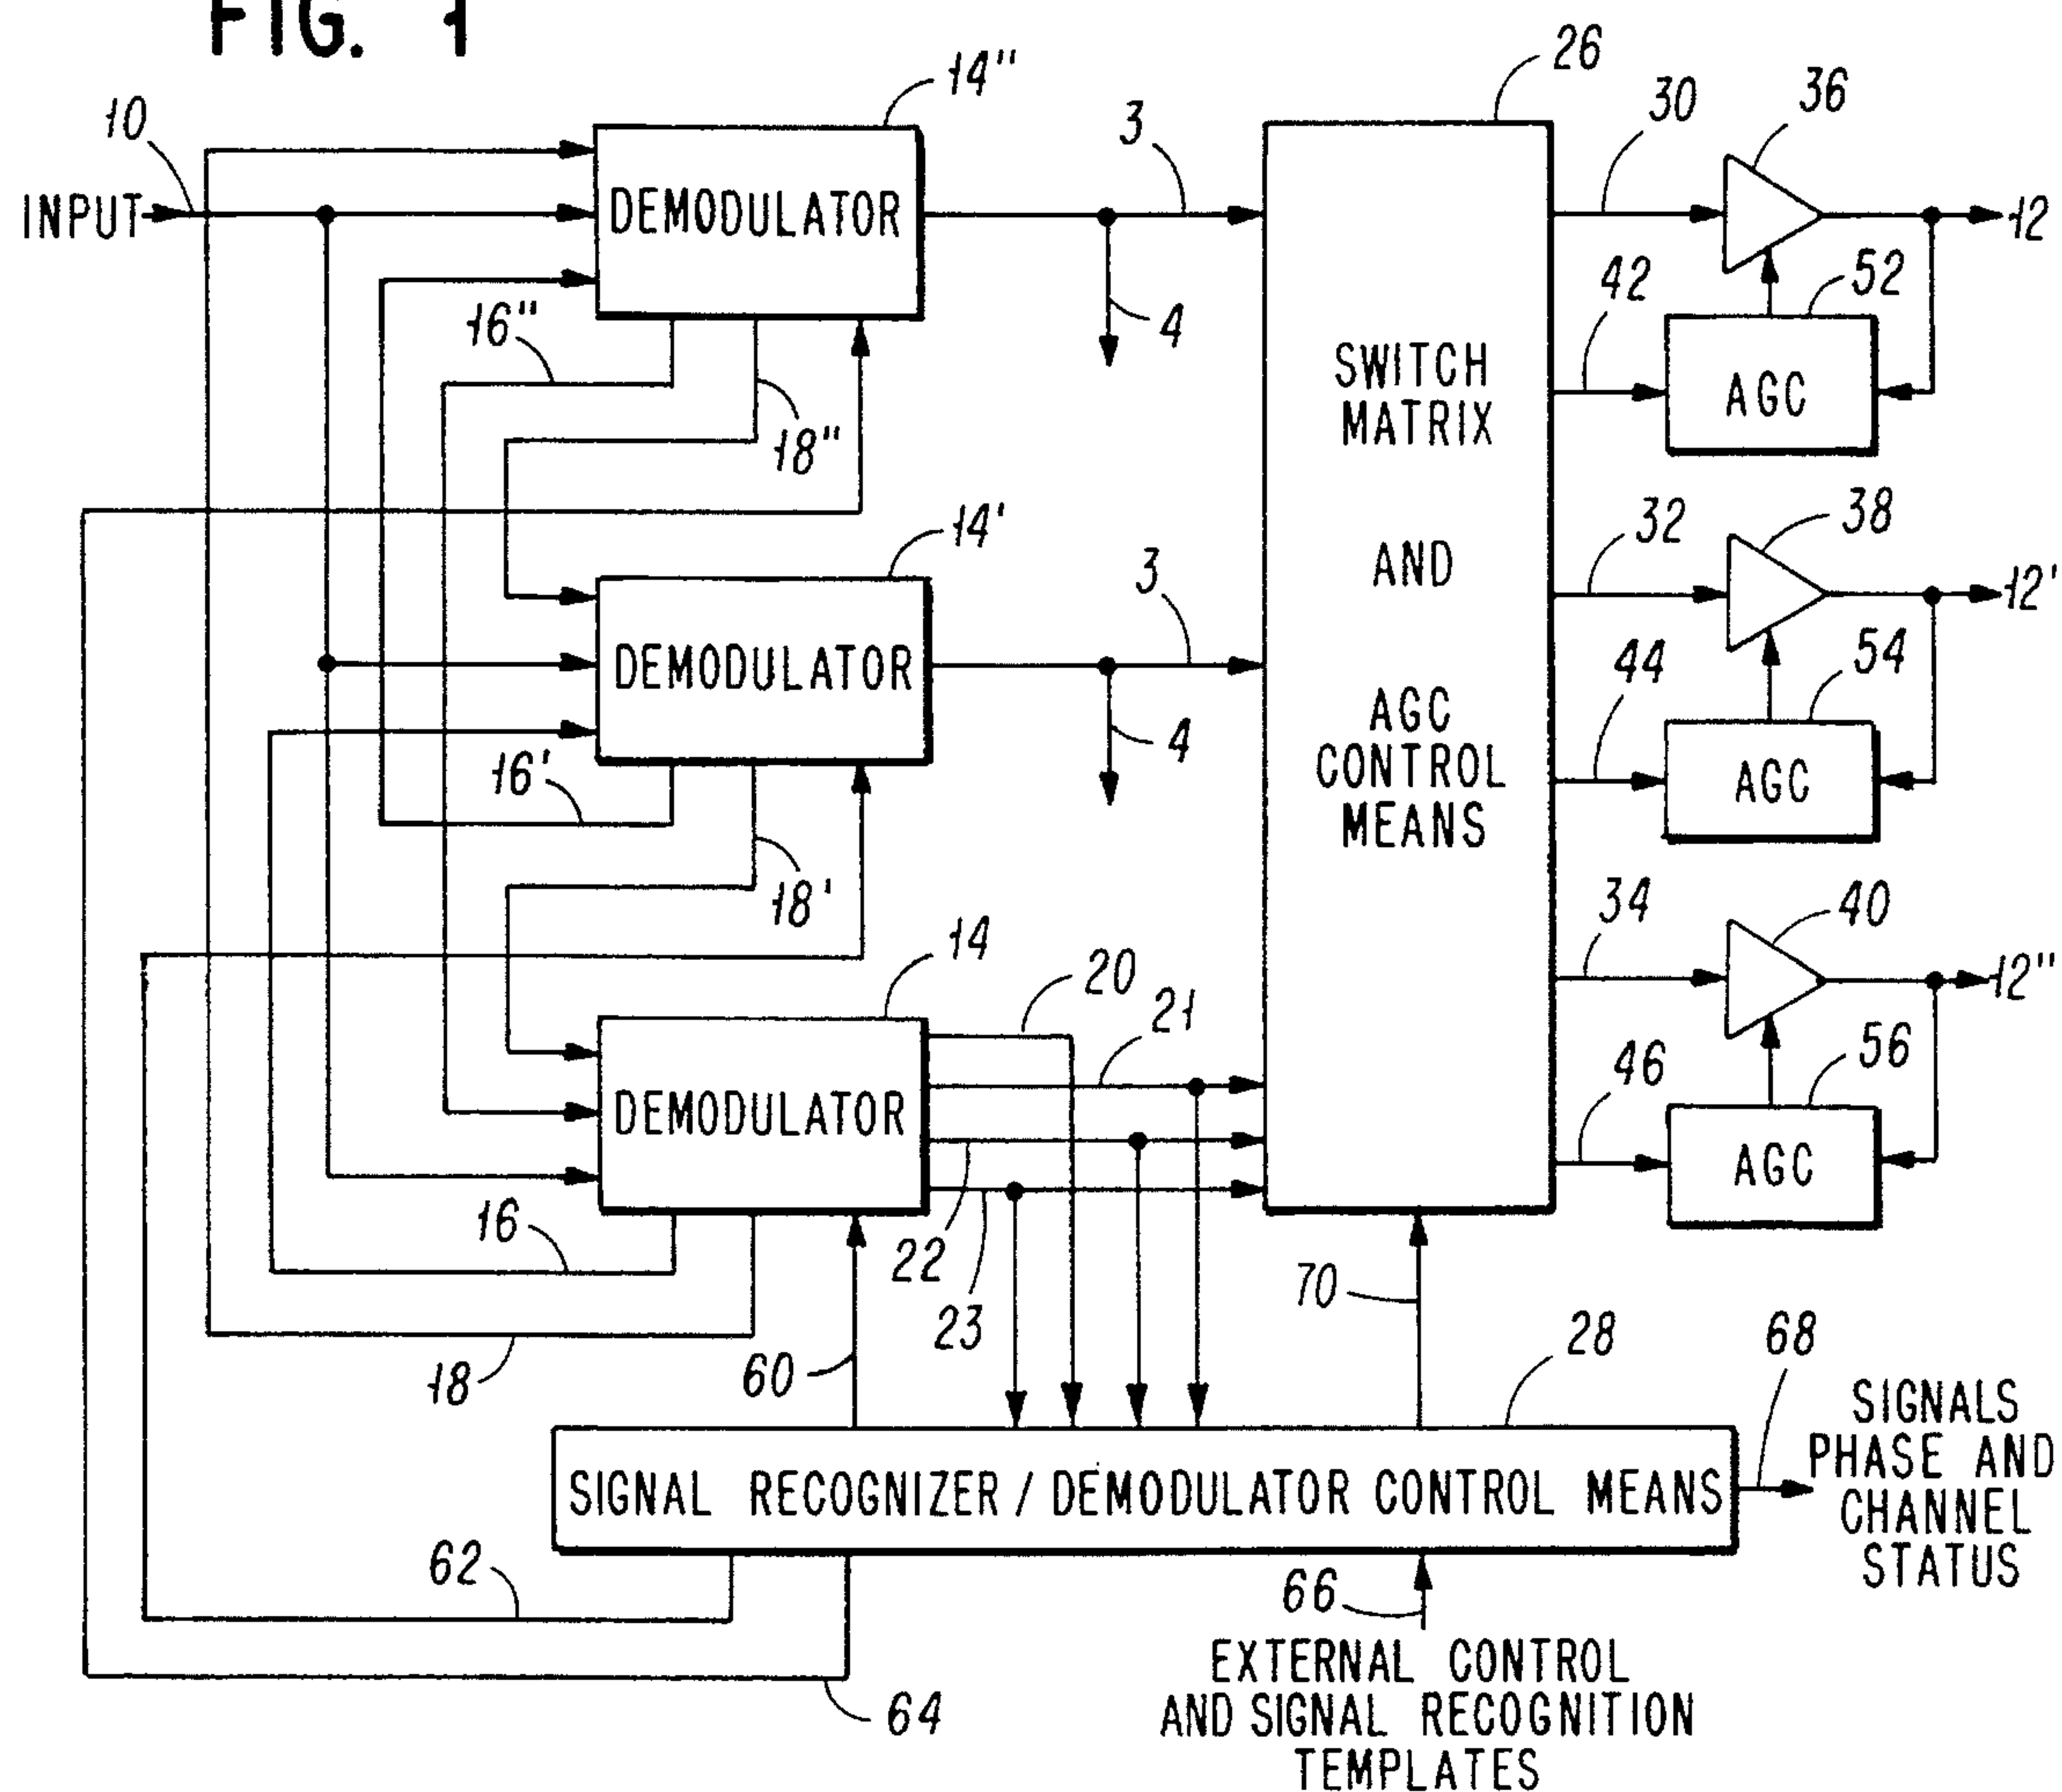 FIG. 1
14"
26
10
3
30
36
INPUT
DEMODULATOR
12
42
52
16"
4
SWITCH
MATRIX
AGC
18"
14'
3
32
38
AND
12'
DEMODULATOR
44
54
16'
4
AGC
CONTROL
MEANS
AGC
18'
14
20
21
34
40
12"
DEMODULATOR
46
56
AGC
16
22
23
70
18
60
28
68
SIGNALS
PHASE AND
CHANNEL
STATUS
SIGNAL RECOGNIZER / DEMODULATOR CONTROL MEANS
62
66
64
EXTERNAL CONTROL
AND SIGNAL RECOGNITION
TEMPLATES